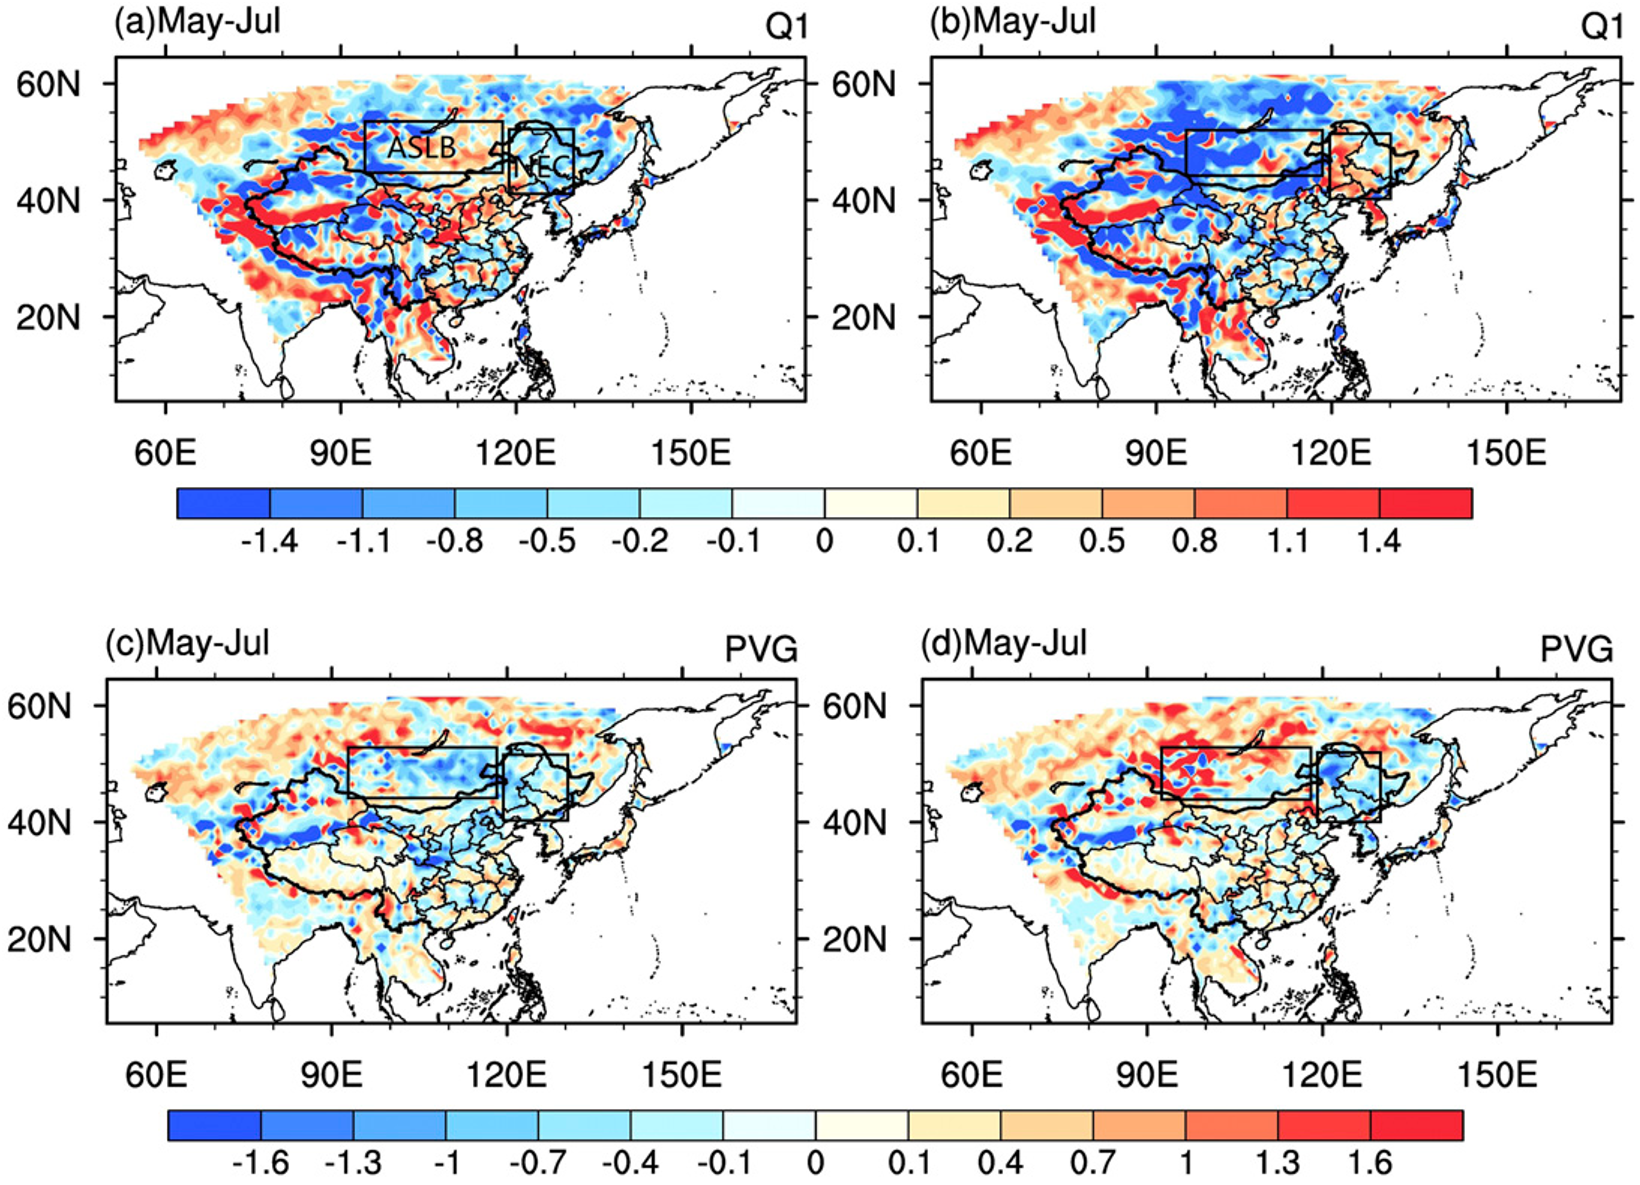 (a)May-Jul Q1 (b)May-Jul Q1
60N 60N
ASLB NEC
40N 40N
20N 20N
60E 90E 120E 150E 60E 90E 120E 150E
-1.4 -1.1 -0.8 -0.5 -0.2 -0.1 0 0.1 0.2 0.5 0.8 1.1 1.4
(c)May-Jul PVG (d)May-Jul PVG
60N 60N
40N 40N
20N 20N
60E 90E 120E 150E 60E 90E 120E 150E
-1.6 -1.3 -1 -0.7 -0.4 -0.1 0 0.1 0.4 0.7 1 1.3 1.6